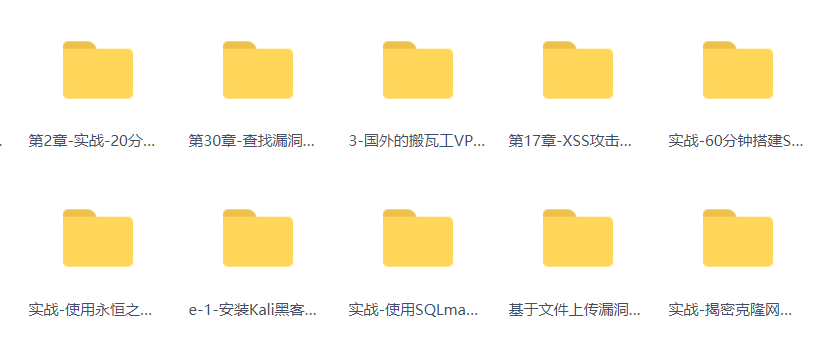 第2章-实战-20分...
第30章-查找漏洞...
3-国外的搬瓦工VP...
第17章-XSS攻击...
实战-60分钟搭建S...
实战-使用永恒之...
e-1-安装Kali黑客...
实战-使用SQLma...
基于文件上传漏洞...
实战-揭密克隆网...